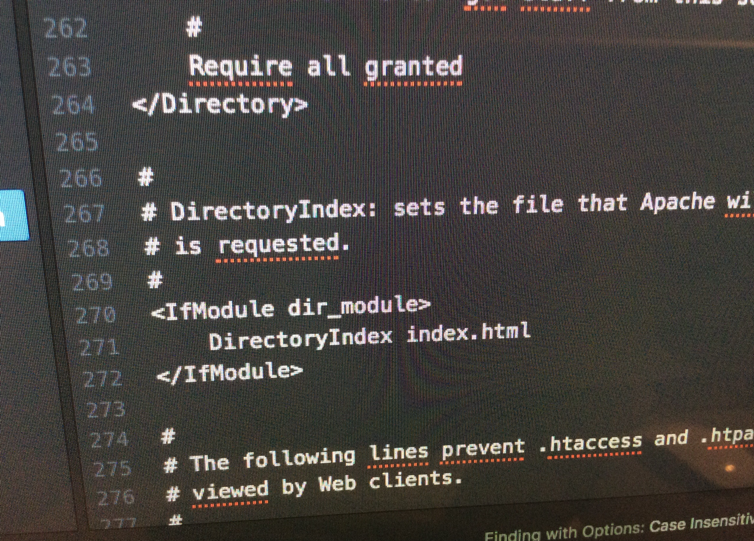 from this
262 #
263 Require all granted
264 </Directory>
265
266 #
267 # DirectoryIndex: sets the file that Apache wi
268 # is requested.
269 #
270 <IfModule dir_module>
271 DirectoryIndex index.html
272 </IfModule>
273
274 #
275 # The following lines prevent .htaccess and .htpa
276 # viewed by Web clients.
277 #
Finding with Options: Case Insensitiv